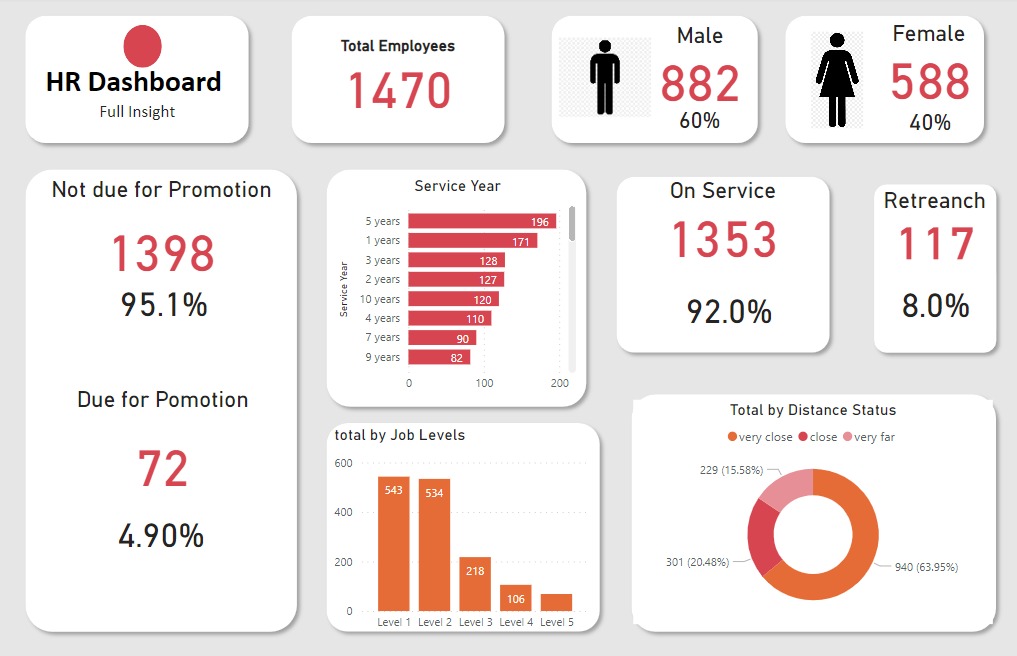 HR Dashboard
Full Insight
Total Employees
1470
Male
882
60%
Female
588
40%
Not due for Promotion
1398
95.1%
Due for Pomotion
72
4.90%
Service Year
Service Year
5 years 196
1 years 171
3 years 128
2 years 127
10 years 120
4 years 110
7 years 90
9 years 82
0 100 200
On Service
1353
92.0%
Retreanch
117
8.0%
total by Job Levels
600
400
200
0
543
534
218
106
Level 1 Level 2 Level 3 Level 4 Level 5
Total by Distance Status
very close close very far
229 (15.58%)
301 (20.48%)
940 (63.95%)